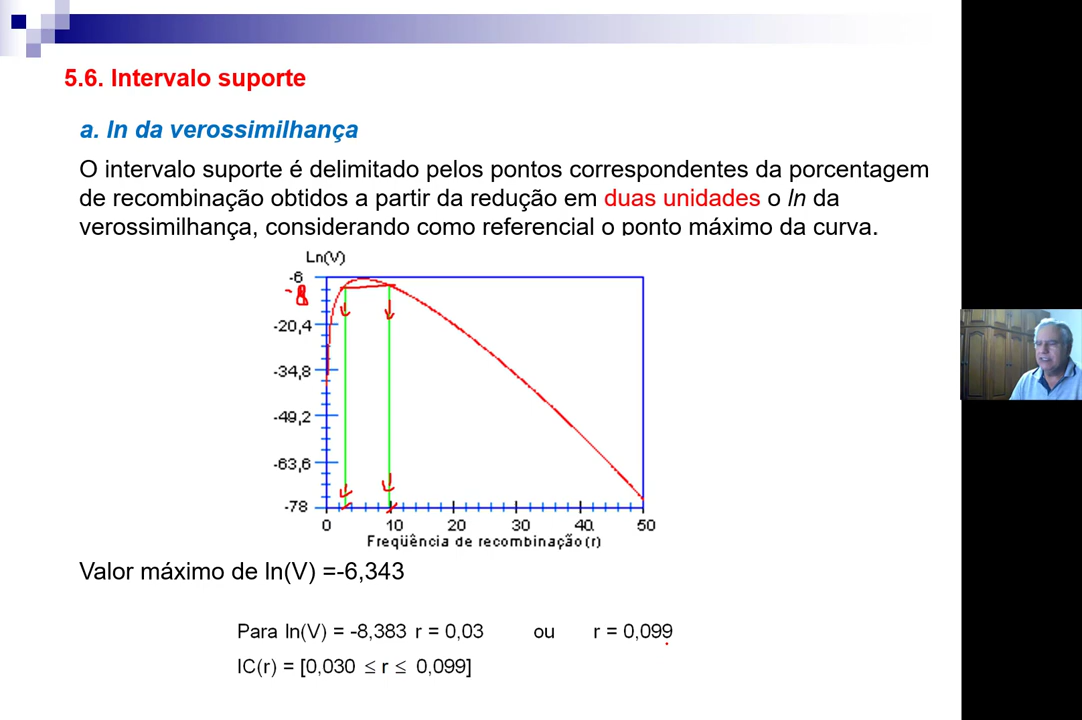 5.6. Intervalo suporte
a. ln da verossimilhança
O intervalo suporte é delimitado pelos pontos correspondentes da porcentagem
de recombinação obtidos a partir da redução em duas unidades o ln da
verossimilhança, considerando como referencial o ponto máximo da curva.
Ln(V)
-6
-8
-20,4
-34,8
-49,2
-63,6
-78
0 10 20 30 40 50
Freqüência de recombinação(r)
Valor máximo de ln(V) =-6,343
Para ln(V) = -8,383 r = 0,03 ou r = 0,099
IC(r) = [0,030 ≤ r ≤ 0,099]